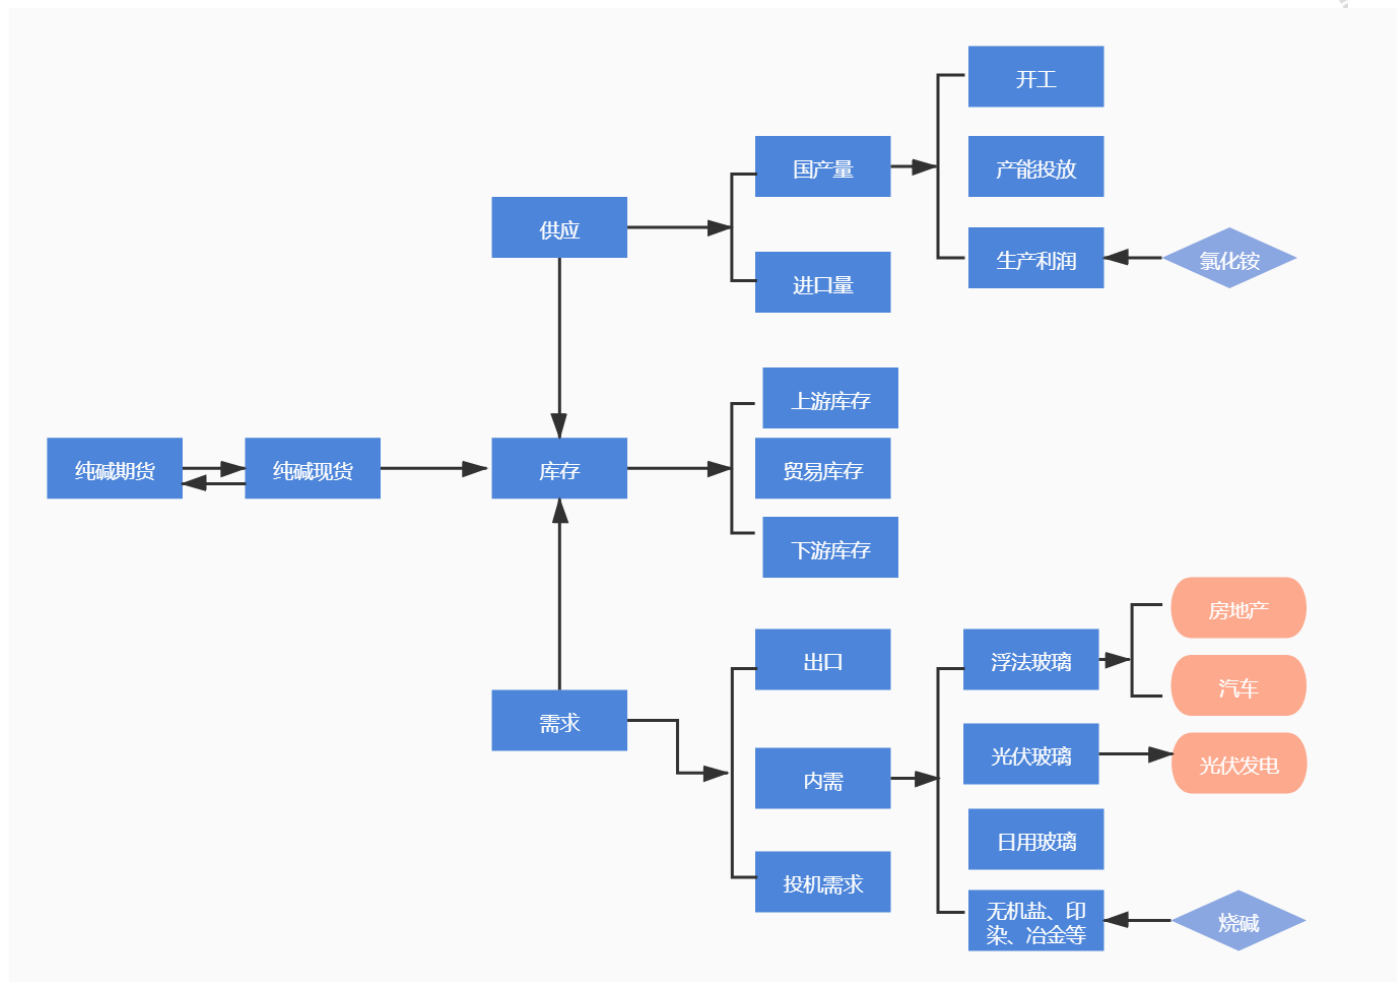 开工
国产量
产能投放
供应
生产利润
氯化铵
进口量
上游库存
纯碱期货
纯碱现货
库存
贸易库存
下游库存
房地产
出口
浮法玻璃
汽车
需求
光伏玻璃
光伏发电
内需
日用玻璃
投机需求
无机盐、印
染、冶金等
烧碱